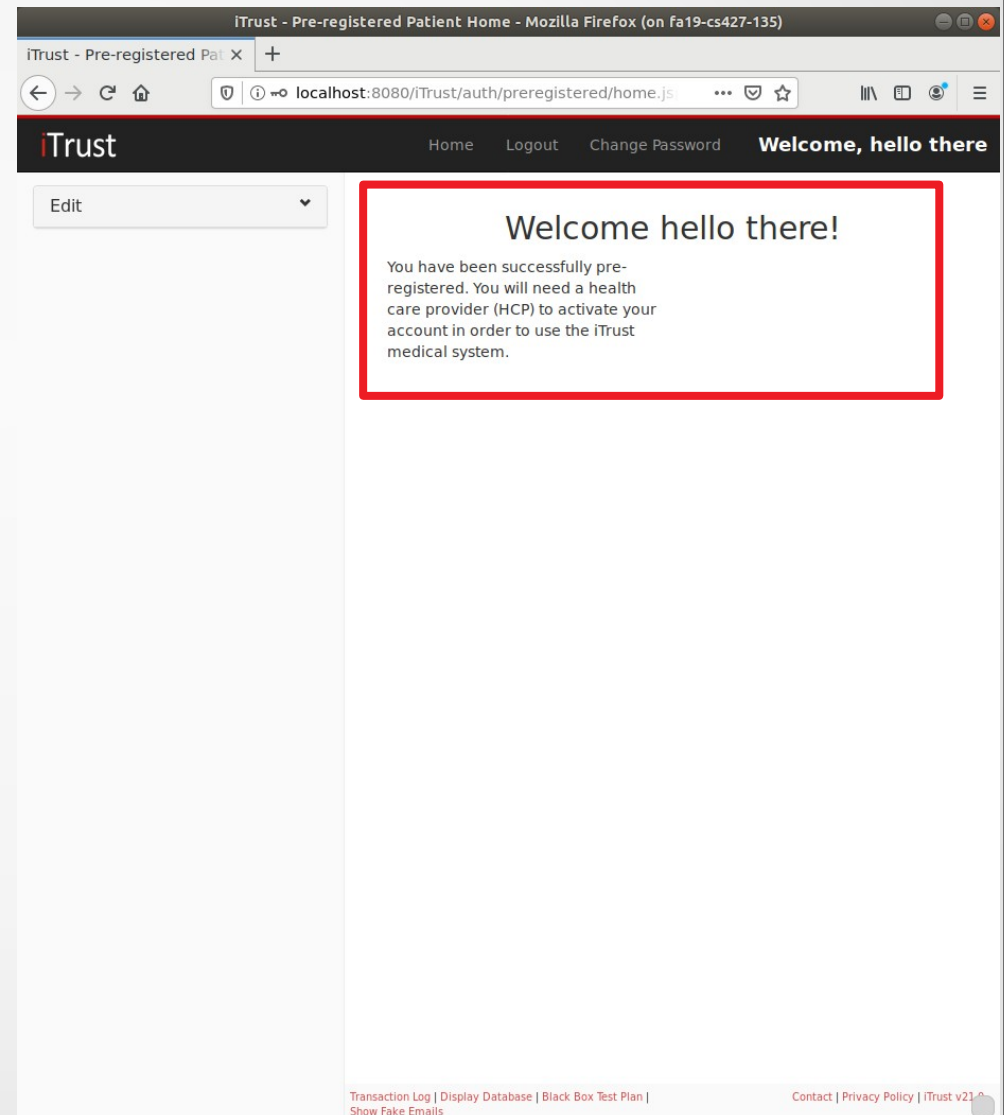 iTrust - Pre-registered Patient Home - Mozilla Firefox (on fa19-cs427-135)
iTrust - Pre-registered Pat
localhost:8080/iTrust/auth/preregistered/home.js
iTrust Home Logout Change Password Welcome, hello there
Edit
Welcome hello there!
You have been successfully pre-
registered. You will need a health
care provider (HCP) to activate your
account in order to use the iTrust
medical system.
Transaction Log | Display Database | Black Box Test Plan |
Show Fake Emails
Contact | Privacy Policy | iTrust